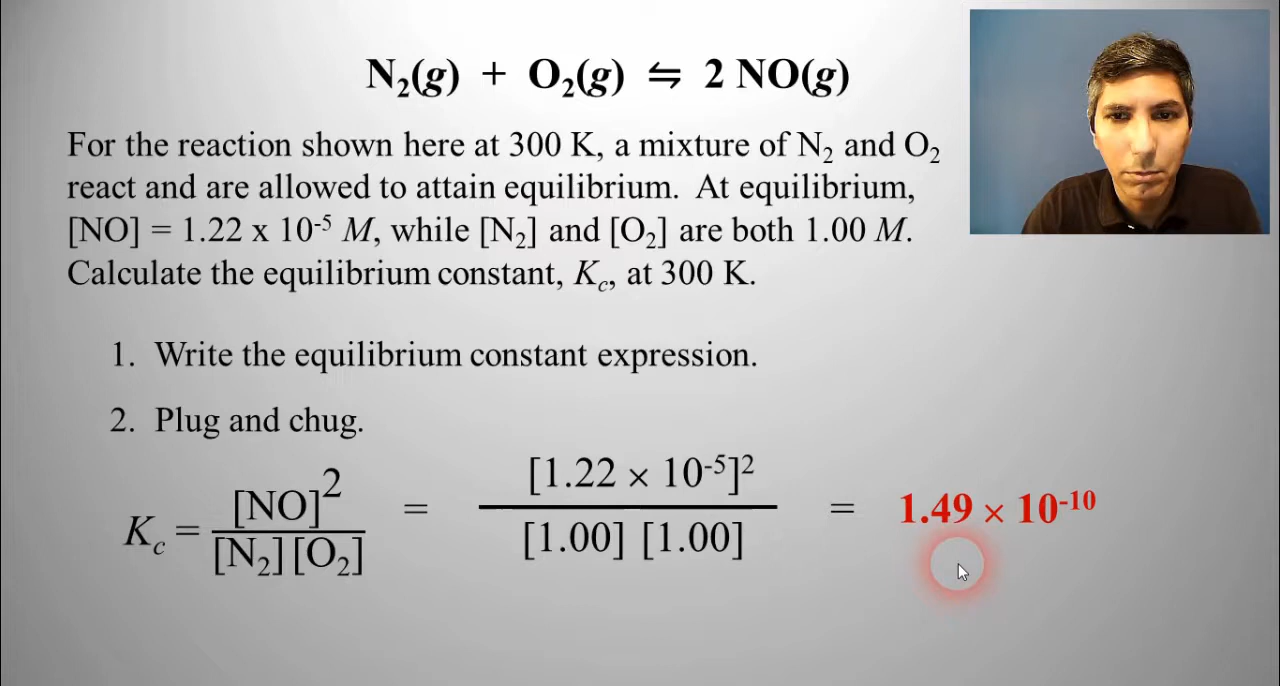 N₂(g) + O₂(g) ⇋ 2 NO(g)
For the reaction shown here at 300 K, a mixture of N₂ and O₂
react and are allowed to attain equilibrium. At equilibrium,
[NO] = 1.22 x 10⁻⁵ M, while [N₂] and [O₂] are both 1.00 M.
Calculate the equilibrium constant, K꜀, at 300 K.
1. Write the equilibrium constant expression.
2. Plug and chug.
K꜀ = [NO]² / [N₂][O₂] = [1.22 × 10⁻⁵]² / [1.00] [1.00] = 1.49 × 10⁻¹⁰